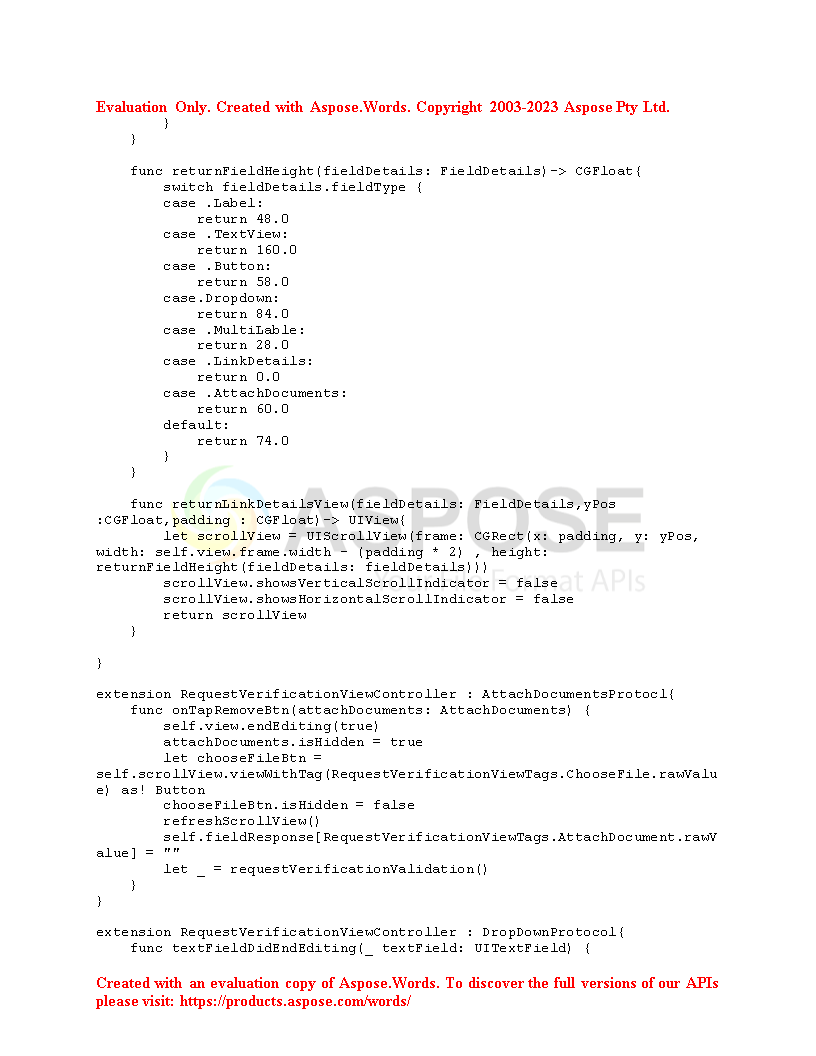 Evaluation Only. Created with Aspose.Words. Copyright 2003-2023 Aspose Pty Ltd.
        }
    }

    func returnFieldHeight(fieldDetails: FieldDetails)-> CGFloat{
        switch fieldDetails.fieldType {
        case .Label:
            return 48.0
        case .TextView:
            return 160.0
        case .Button:
            return 58.0
        case.Dropdown:
            return 84.0
        case .MultiLable:
            return 28.0
        case .LinkDetails:
            return 0.0
        case .AttachDocuments:
            return 60.0
        default:
            return 74.0
        }
    }
ASPOSE
    func returnLinkDetailsView(fieldDetails: FieldDetails,yPos
:CGFloat,padding : CGFloat)-> UIView{
        let scrollView = UIScrollView(frame: CGRect(x: padding, y: yPos,
width: self.view.frame.width - (padding * 2) , height:
returnFieldHeight(fieldDetails: fieldDetails)))
Your File Format APIs
        scrollView.showsVerticalScrollIndicator = false
        scrollView.showsHorizontalScrollIndicator = false
        return scrollView
    }

}

extension RequestVerificationViewController : AttachDocumentsProtocl{
    func onTapRemoveBtn(attachDocuments: AttachDocuments) {
        self.view.endEditing(true)
        attachDocuments.isHidden = true
        let chooseFileBtn =
self.scrollView.viewWithTag(RequestVerificationViewTags.ChooseFile.rawValu
e) as! Button
        chooseFileBtn.isHidden = false
        refreshScrollView()
        self.fieldResponse[RequestVerificationViewTags.AttachDocument.rawV
alue] = ""
        let _ = requestVerificationValidation()
    }
}

extension RequestVerificationViewController : DropDownProtocol{
    func textFieldDidEndEditing(_ textField: UITextField) {

Created with an evaluation copy of Aspose.Words. To discover the full versions of our APIs
please visit: https://products.aspose.com/words/